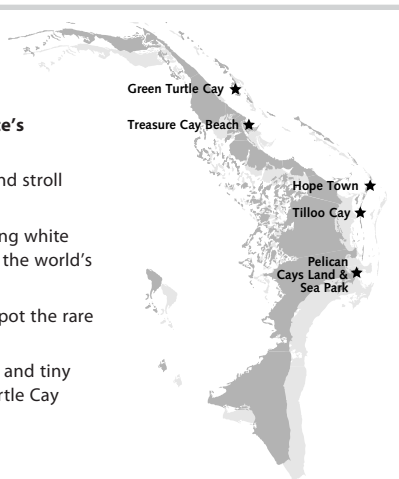 e's
nd stroll
ng white
the world's
pot the rare
and tiny
rtle Cay
Green Turtle Cay
Treasure Cay Beach
Hope Town
Tilloo Cay
Pelican
Cays Land &
Sea Park